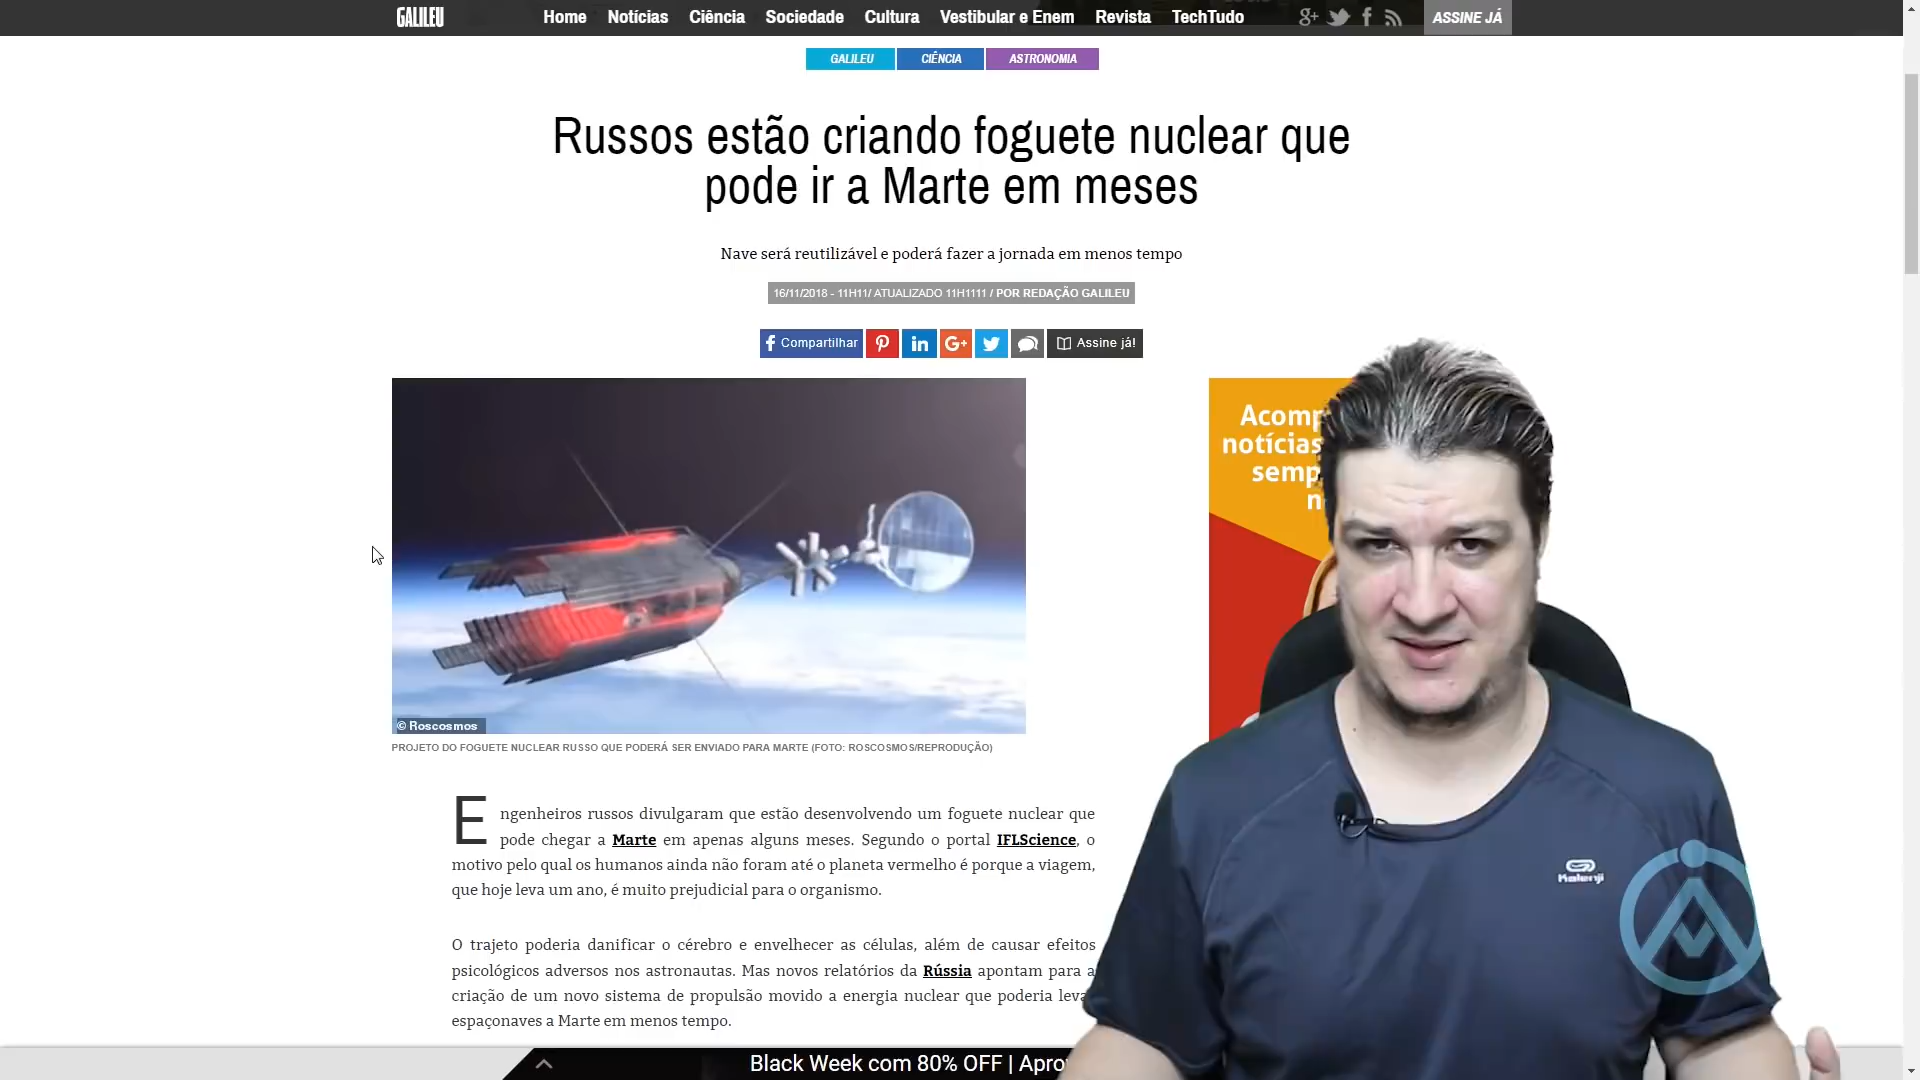 GALILEU
Home Notícias Ciência Sociedade Cultura Vestibular e Enem Revista TechTudo
ASSINE JÁ
GALILEU CIÊNCIA ASTRONOMIA
Russos estão criando foguete nuclear que
pode ir a Marte em meses
Nave será reutilizável e poderá fazer a jornada em menos tempo
16/11/2018 - 11H11/ ATUALIZADO 11H1111 / POR REDAÇÃO GALILEU
Compartilhar
Assine já!
Acomp
notícias
semp
n
© Roscosmos
PROJETO DO FOGUETE NUCLEAR RUSSO QUE PODERÁ SER ENVIADO PARA MARTE (FOTO: ROSCOSMOS/REPRODUÇÃO)
Engenheiros russos divulgaram que estão desenvolvendo um foguete nuclear que
pode chegar a Marte em apenas alguns meses. Segundo o portal IFLScience, o
motivo pelo qual os humanos ainda não foram até o planeta vermelho é porque a viagem,
que hoje leva um ano, é muito prejudicial para o organismo.
O trajeto poderia danificar o cérebro e envelhecer as células, além de causar efeitos
psicológicos adversos nos astronautas. Mas novos relatórios da Rússia apontam para a
criação de um novo sistema de propulsão movido a energia nuclear que poderia leva
espaçonaves a Marte em menos tempo.
Kalenji
Black Week com 80% OFF | Apro